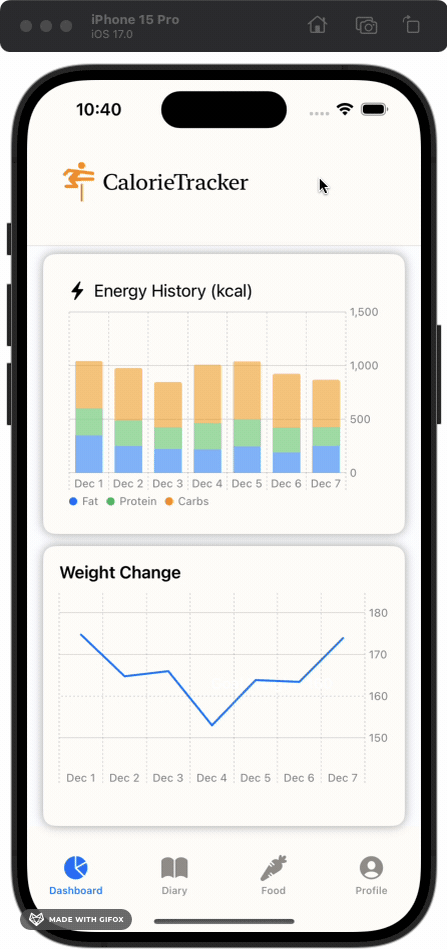 iPhone 15 Pro
iOS 17.0
10:40
CalorieTracker
Energy History (kcal)
1,500
1,000
500
0
Dec 1 Dec 2 Dec 3 Dec 4 Dec 5 Dec 6 Dec 7
Fat Protein Carbs
Weight Change
180
170
160
150
Dec 1 Dec 2 Dec 3 Dec 4 Dec 5 Dec 6 Dec 7
Dashboard Diary Food Profile
MADE WITH GIFOX